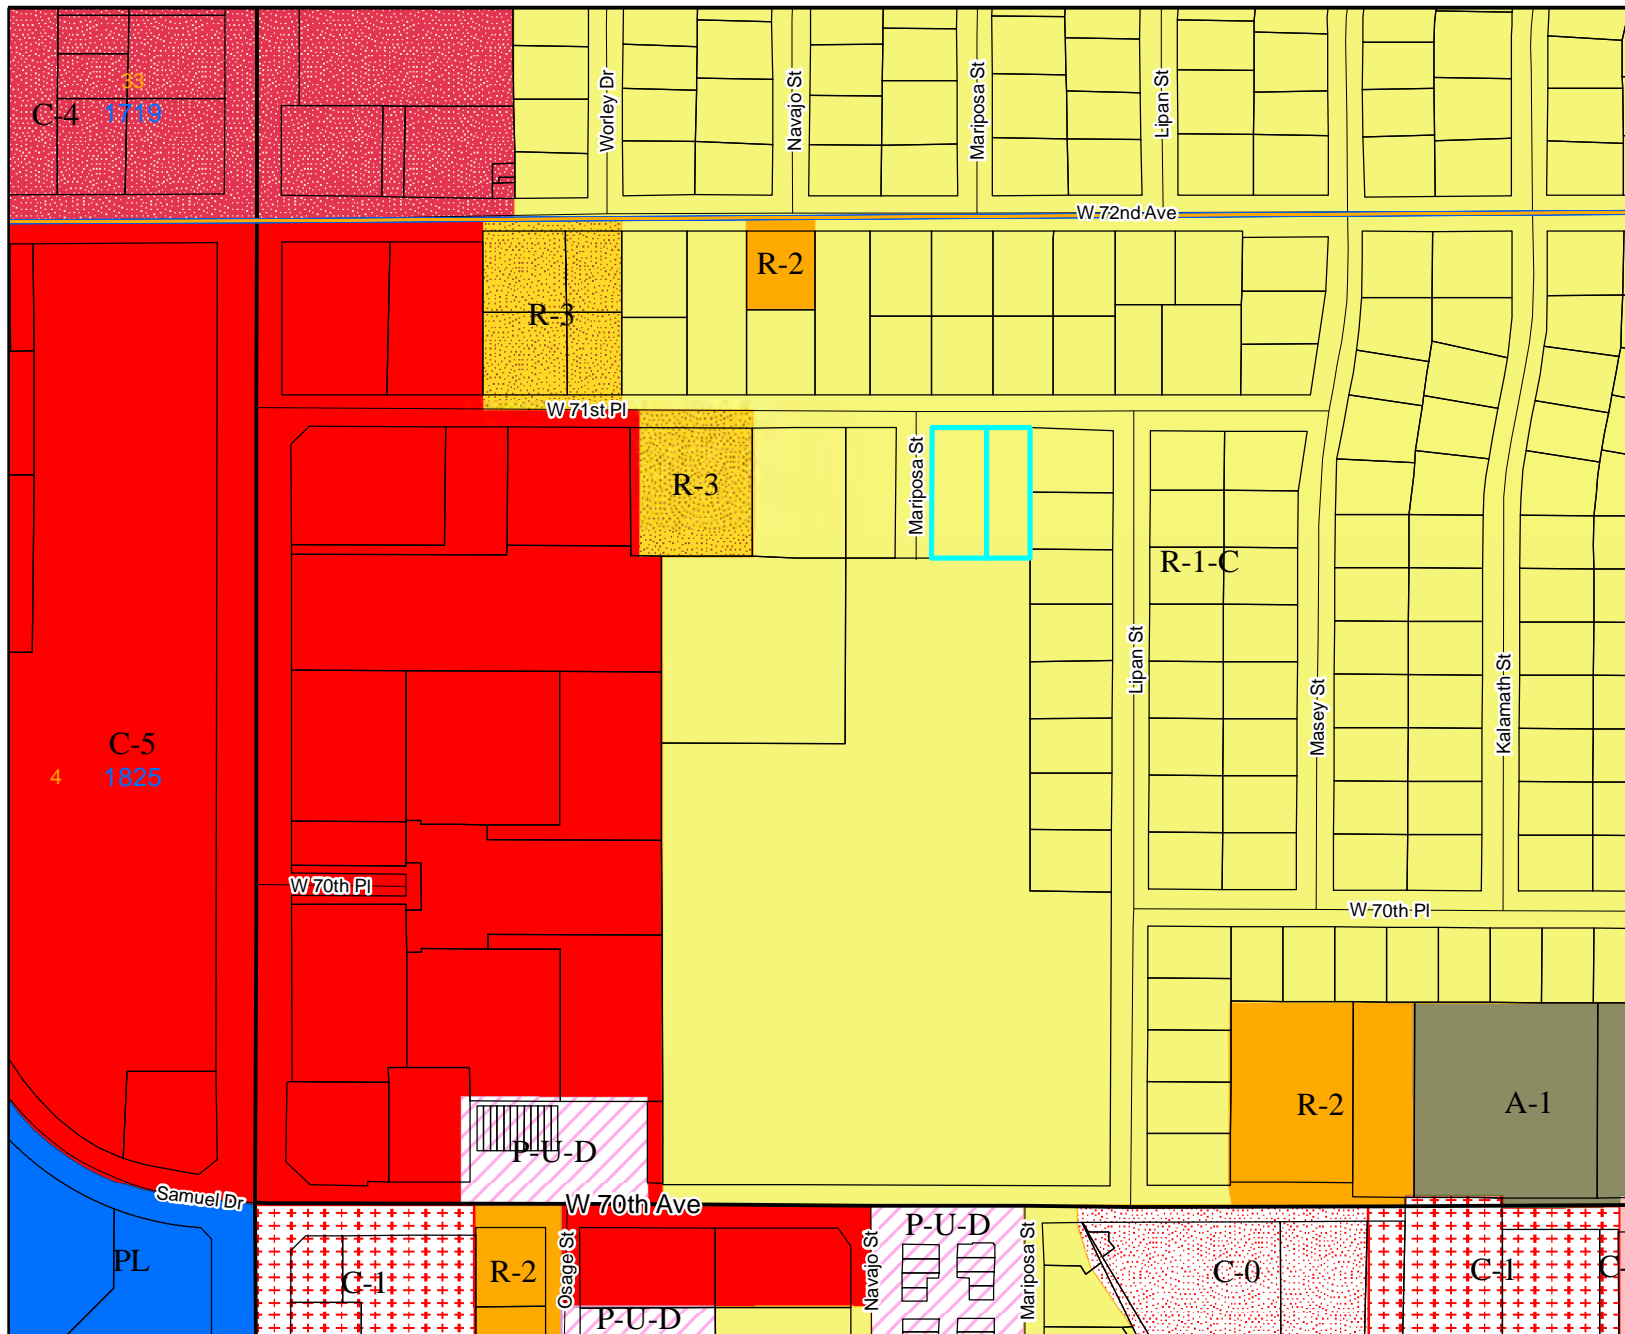 33
C-4
1719
Worley Dr
Navajo St
Mariposa St
Lipan St
W 72nd Ave
R-2
R-3
W 71st Pl
R-3
Mariposa St
R-1-C
Lipan St
Masey St
Kalamath St
C-5
4
1825
W 70th Pl
W 70th Pl
R-2
A-1
P-U-D
Samuel Dr
W 70th Ave
P-U-D
PL
C-1
R-2
Osage St
Navajo St
Mariposa St
C-0
C-1
C-
P-U-D